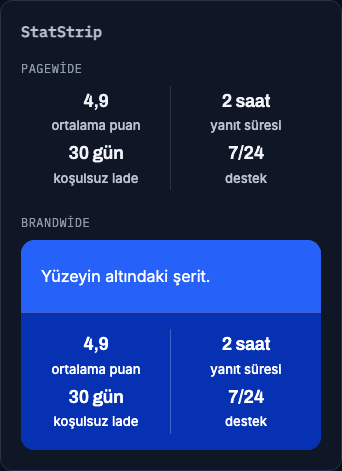 StatStrip
PAGEWİDE
4,9
ortalama puan
2 saat
yanıt süresi
30 gün
koşulsuz iade
7/24
destek
BRANDWİDE
Yüzeyin altındaki şerit.
4,9
ortalama puan
2 saat
yanıt süresi
30 gün
koşulsuz iade
7/24
destek